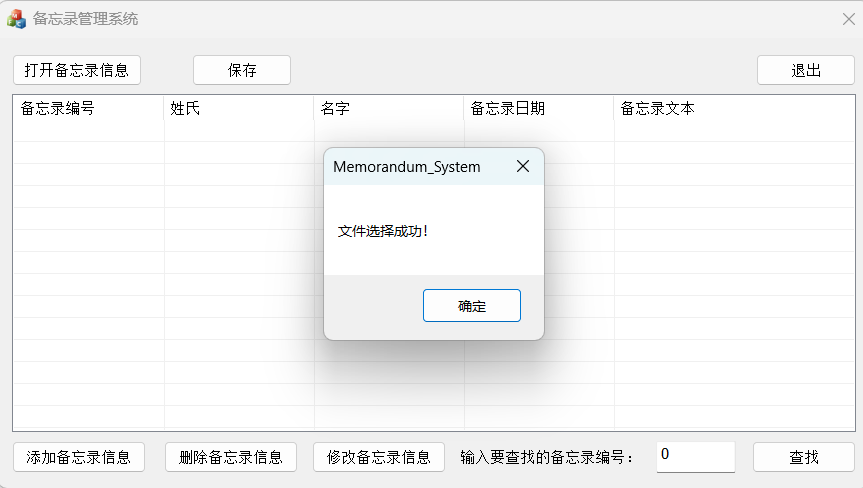 备忘录管理系统
打开备忘录信息 保存 退出
备忘录编号 姓氏 名字 备忘录日期 备忘录文本
Memorandum_System
文件选择成功!
确定
添加备忘录信息 删除备忘录信息 修改备忘录信息 输入要查找的备忘录编号： 0 查找